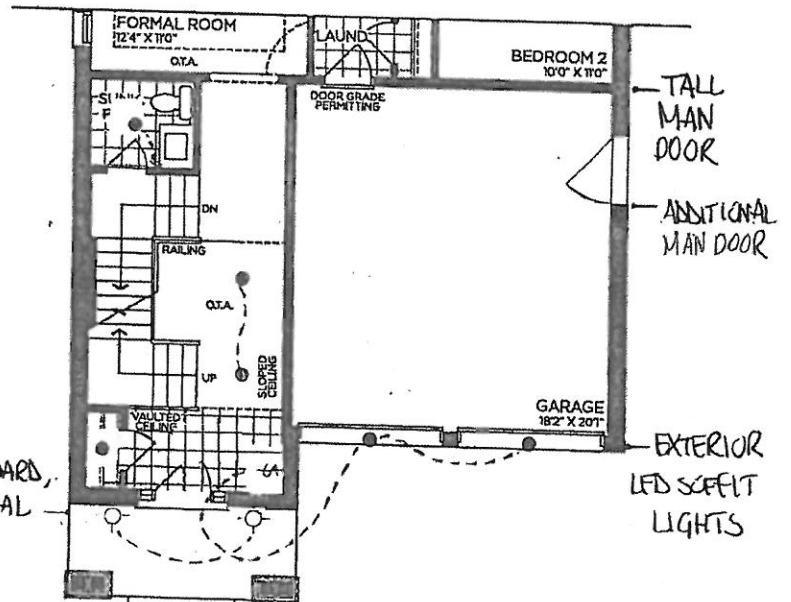 FORMAL ROOM
12'4" X 11'0"
O.T.A.
LAUND.
BEDROOM 2
10'0" X 11'0"
DOOR GRADE
PERMITTING
TALL
MAN
DOOR
DN
ADDITIONAL
MAN DOOR
RAILING
O.T.A.
UP
SLOPED
CEILING
VAULTED
CEILING
GARAGE
18'2" X 20'1"
EXTERIOR
LED SOFFIT
LIGHTS